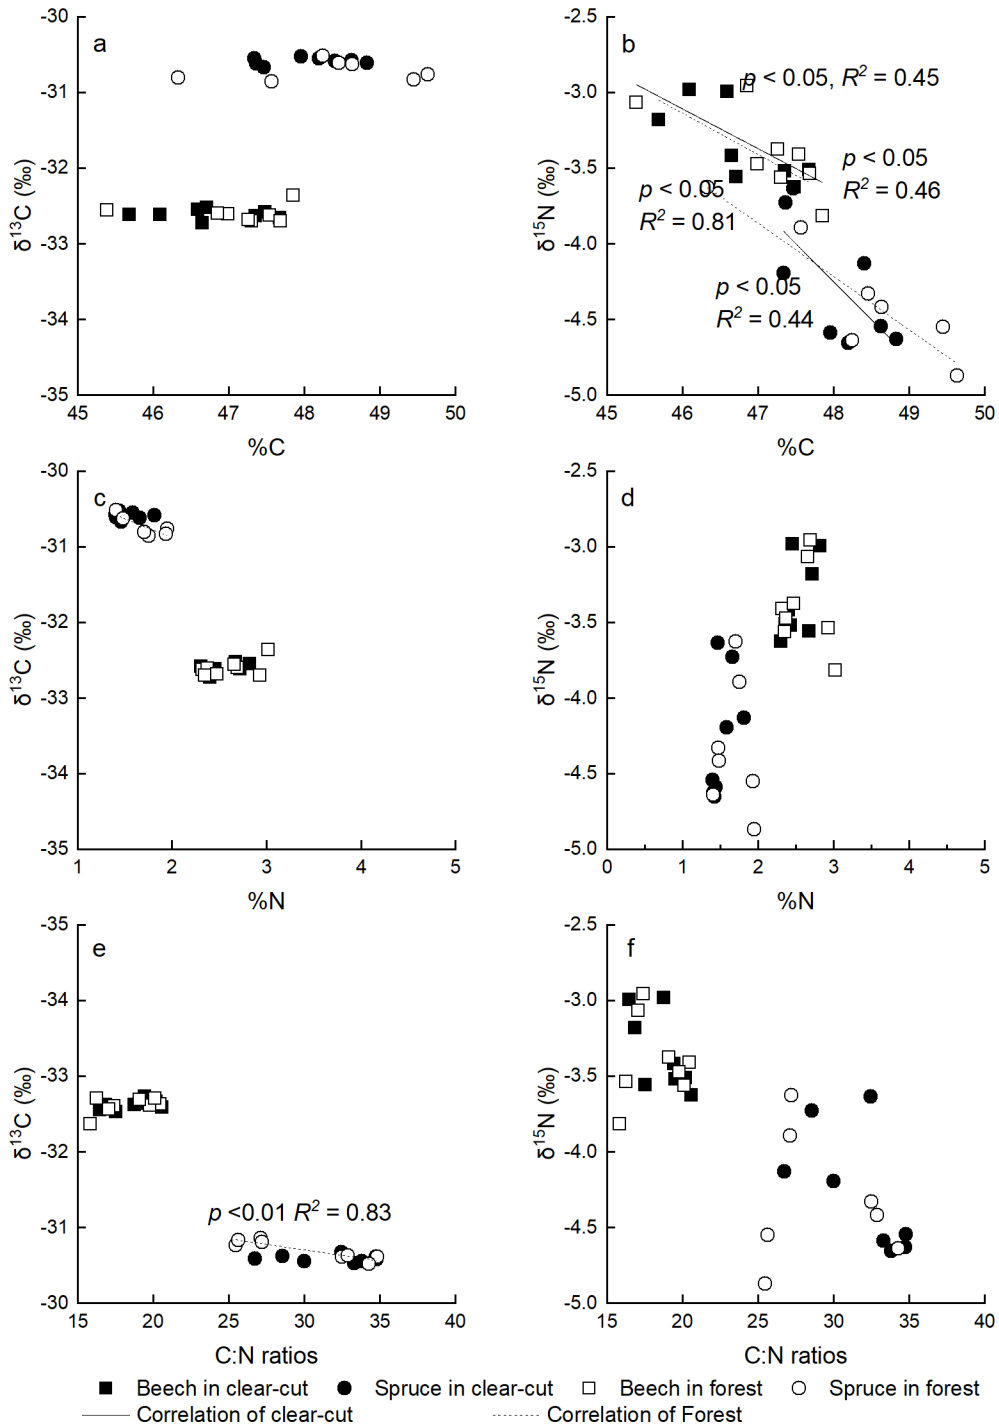 a
-30
-31
-32
-33
-34
-35
δ¹³C (‰)
45 46 47 48 49 50
%C
b
-2.5
-3.0
-3.5
-4.0
-4.5
-5.0
δ¹⁵N (‰)
p < 0.05, R² = 0.45
p < 0.05
R² = 0.46
p < 0.05
R² = 0.81
p < 0.05
R² = 0.44
45 46 47 48 49 50
%C
c
-30
-31
-32
-33
-34
-35
δ¹³C (‰)
1 2 3 4 5
%N
d
-2.5
-3.0
-3.5
-4.0
-4.5
-5.0
δ¹⁵N (‰)
0 1 2 3 4 5
%N
e
-35
-34
-33
-32
-31
-30
δ¹³C (‰)
p <0.01 R² = 0.83
15 20 25 30 35 40
C:N ratios
f
-2.5
-3.0
-3.5
-4.0
-4.5
-5.0
δ¹⁵N (‰)
15 20 25 30 35 40
C:N ratios
Beech in clear-cut Spruce in clear-cut Beech in forest Spruce in forest
Correlation of clear-cut Correlation of Forest